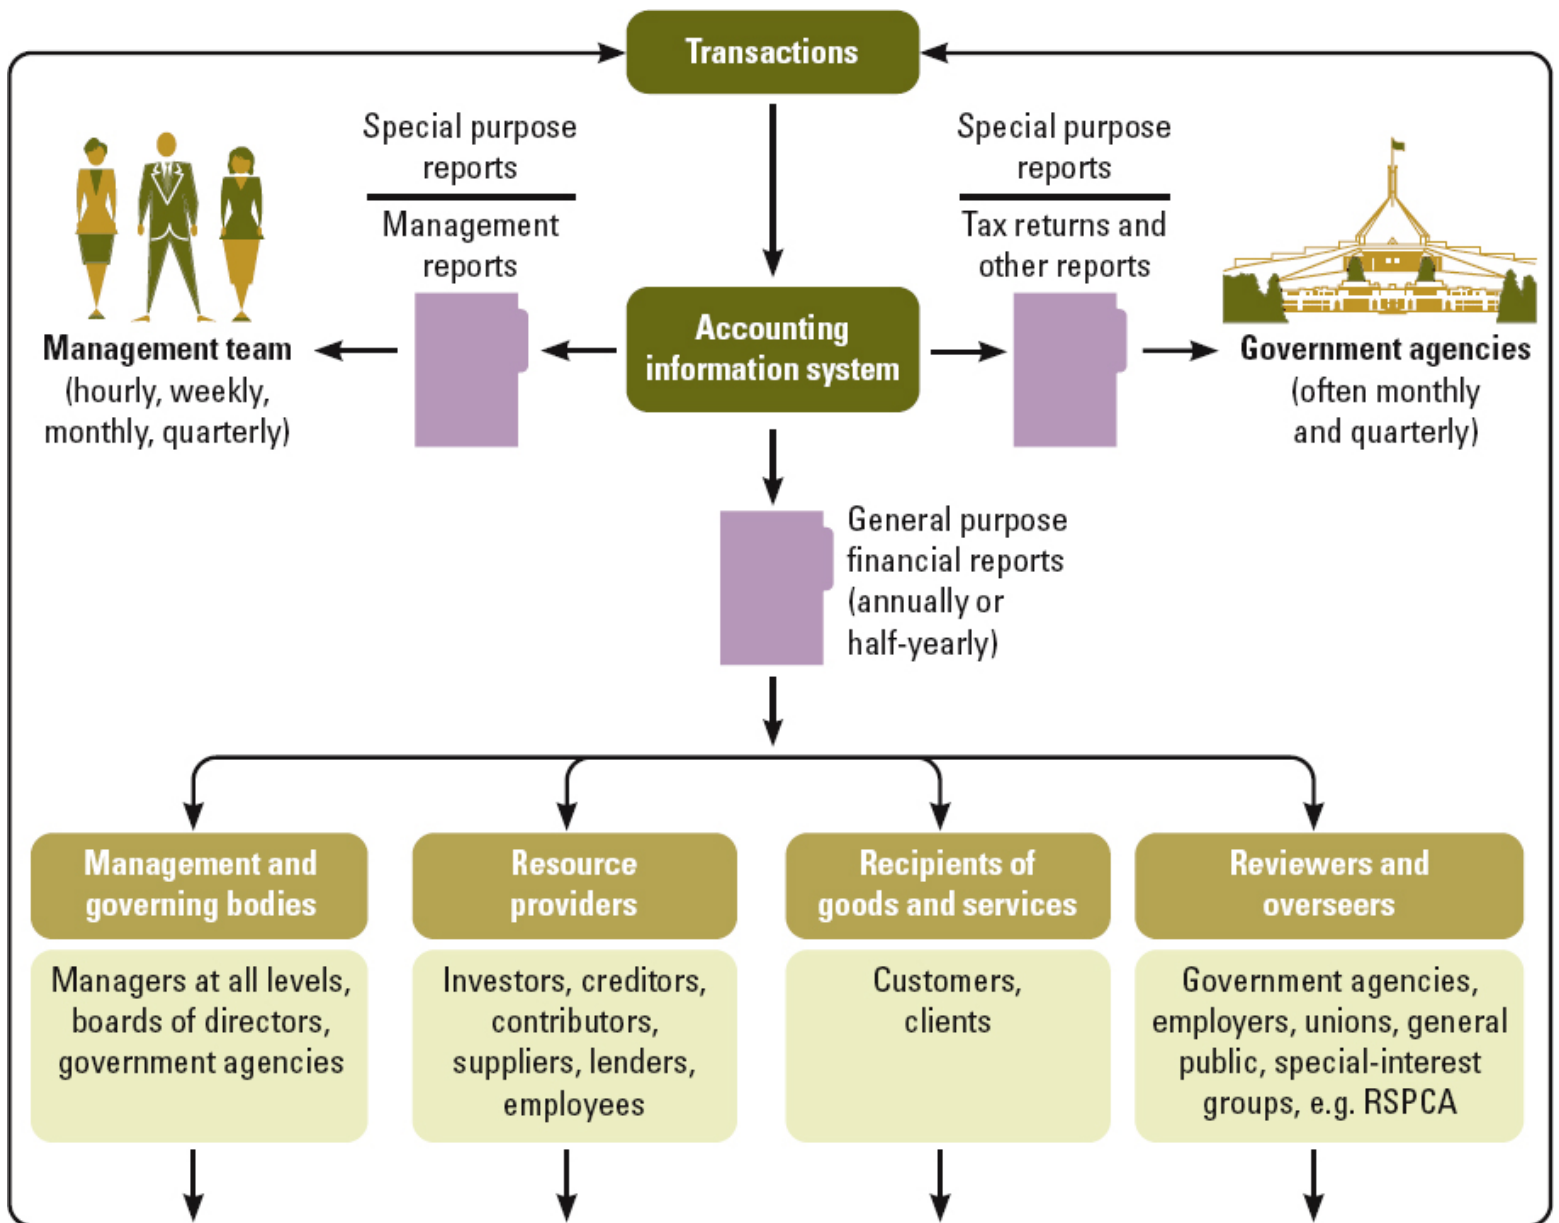 Transactions
Special purpose
reports
Management
reports
Special purpose
reports
Tax returns and
other reports
Management team
(hourly, weekly,
monthly, quarterly)
Accounting
information system
Government agencies
(often monthly
and quarterly)
General purpose
financial reports
(annually or
half-yearly)
Management and
governing bodies
Managers at all levels,
boards of directors,
government agencies
Resource
providers
Investors, creditors,
contributors,
suppliers, lenders,
employees
Recipients of
goods and services
Customers,
clients
Reviewers and
overseers
Government agencies,
employers, unions, general
public, special-interest
groups, e.g. RSPCA